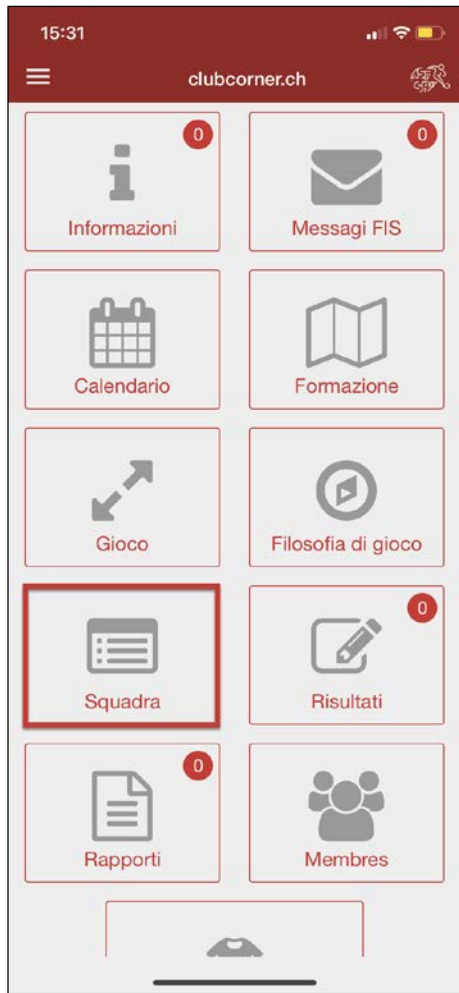 15:31
clubcorner.ch
0
0
Informazioni
Messagi FIS
Calendario
Formazione
Gioco
Filosofia di gioco
0
Squadra
Risultati
0
Rapporti
Membres